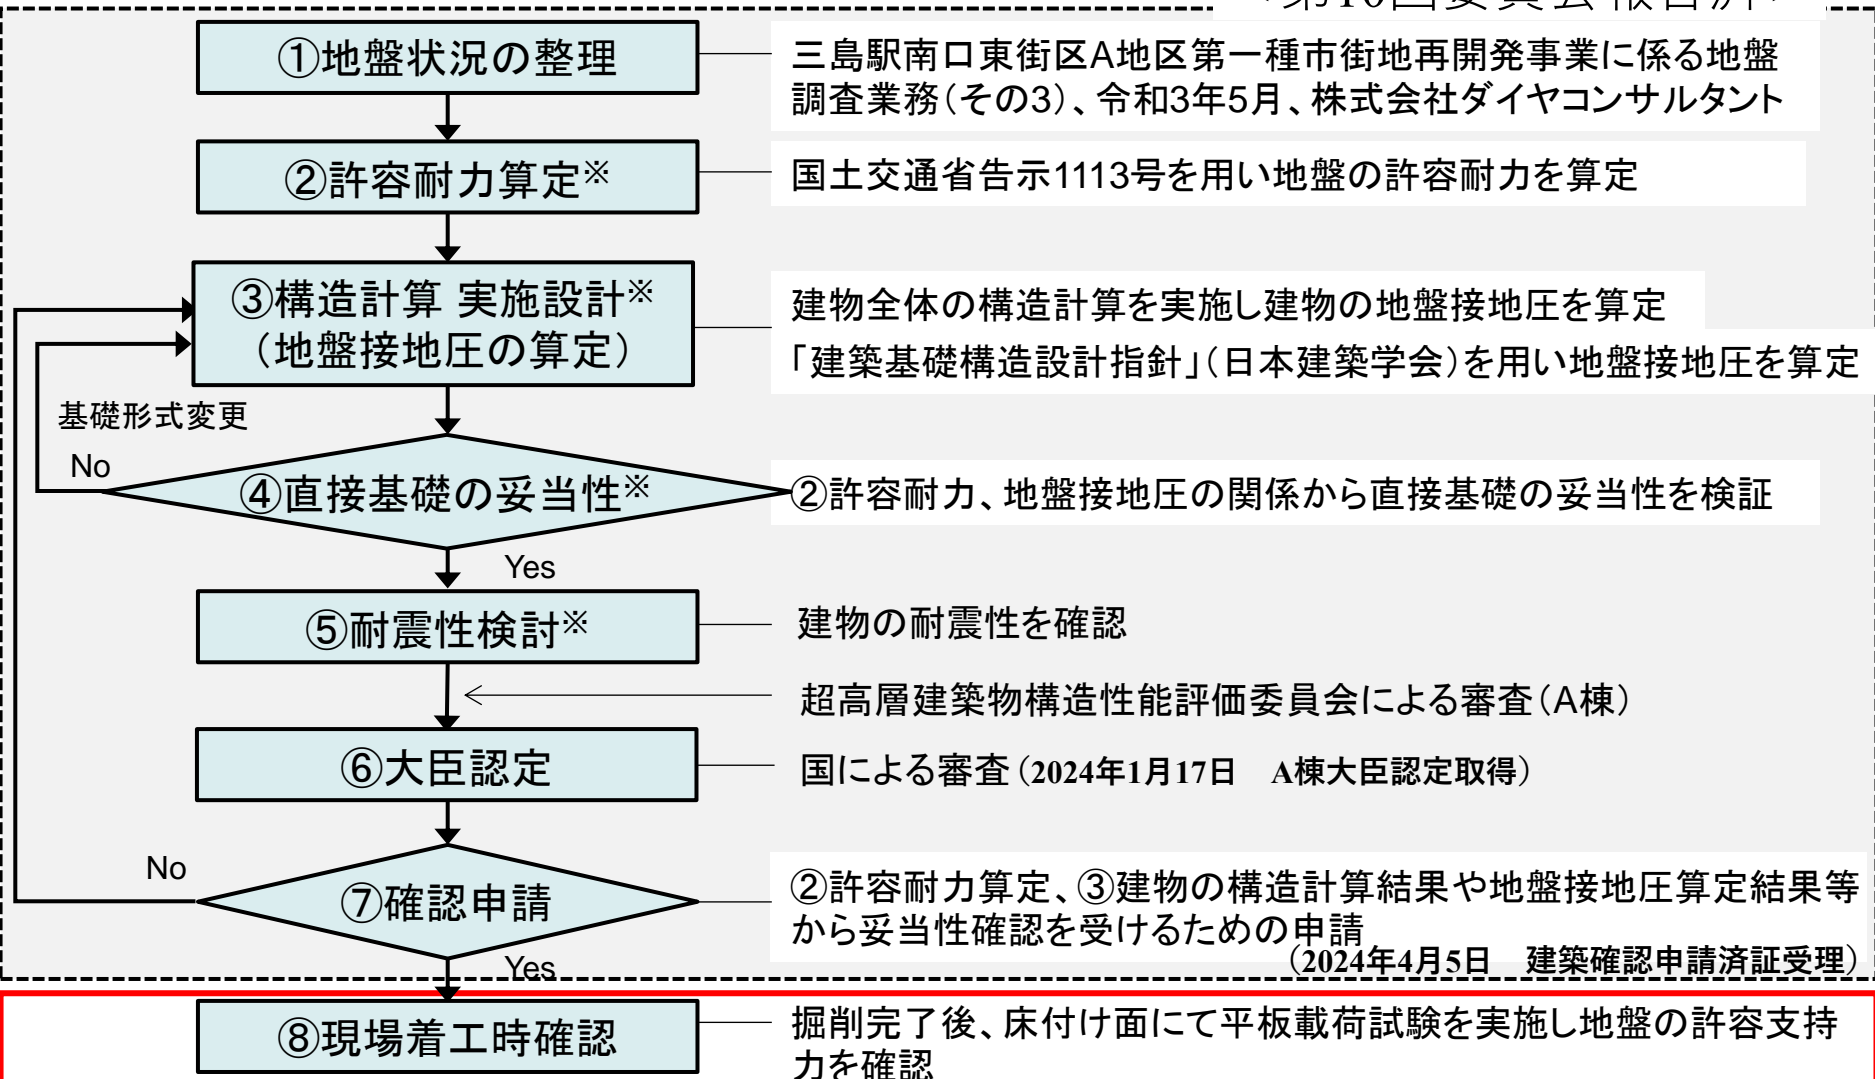 ①地盤状況の整理
三島駅南口東街区A地区第一種市街地再開発事業に係る地盤
調査業務（その3）、令和3年5月、株式会社ダイヤコンサルタント
②許容耐力算定※
国土交通省告示1113号を用い地盤の許容耐力を算定
③構造計算 実施設計※
（地盤接地圧の算定）
建物全体の構造計算を実施し建物の地盤接地圧を算定
「建築基礎構造設計指針」（日本建築学会）を用い地盤接地圧を算定
基礎形式変更
No
④直接基礎の妥当性※
②許容耐力、地盤接地圧の関係から直接基礎の妥当性を検証
Yes
⑤耐震性検討※
建物の耐震性を確認
超高層建築物構造性能評価委員会による審査（A棟）
⑥大臣認定
国による審査（2024年1月17日　A棟大臣認定取得）
No
⑦確認申請
②許容耐力算定、③建物の構造計算結果や地盤接地圧算定結果等
から妥当性確認を受けるための申請
（2024年4月5日　建築確認申請済証受理）
Yes
⑧現場着工時確認
掘削完了後、床付け面にて平板載荷試験を実施し地盤の許容支持
力を確認